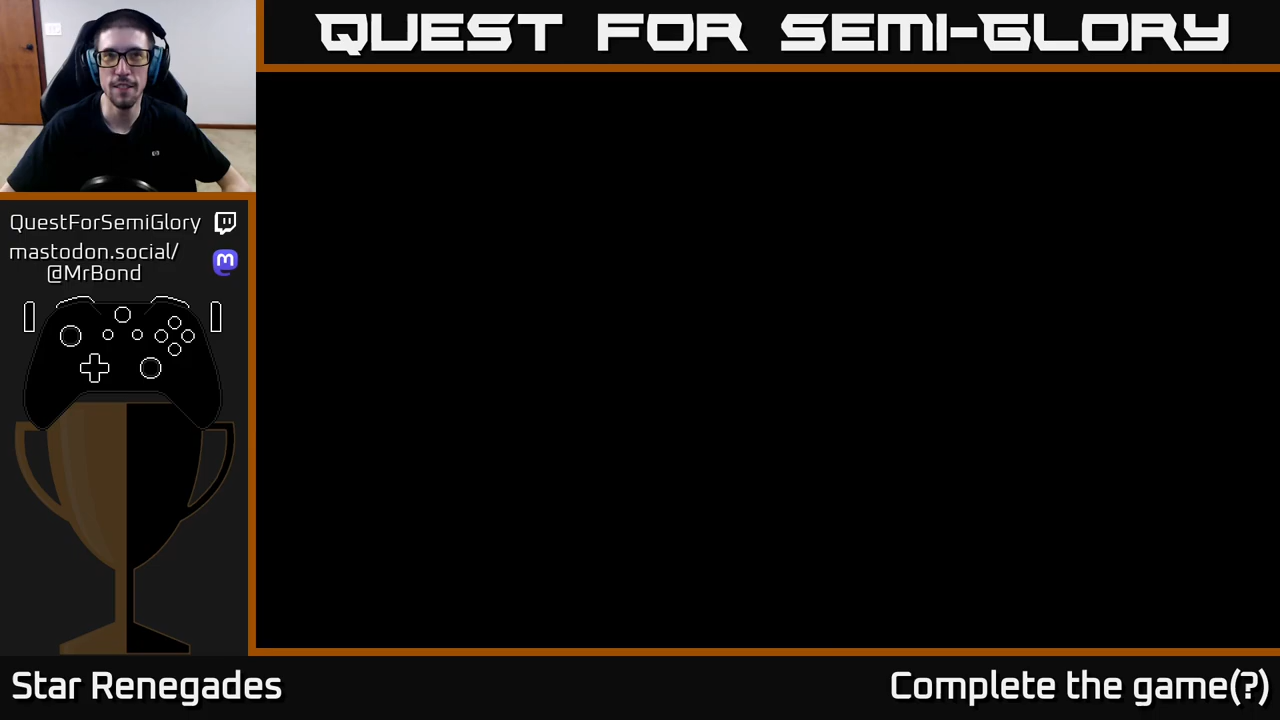 QUEST FOR SEMI-GLORY
QuestForSemiGlory
mastodon.social/
@MrBond
Star Renegades
Complete the game(?)